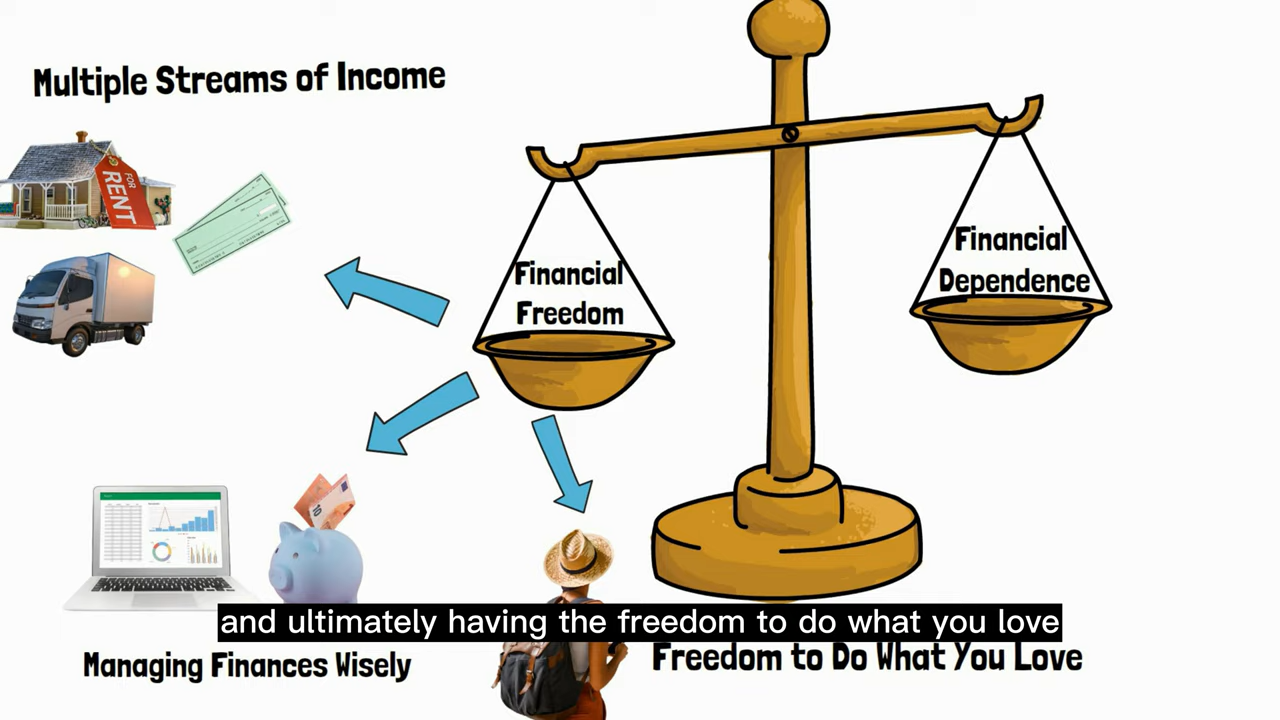 Multiple Streams of Income
FOR
RENT
Financial
Freedom
Financial
Dependence
10
and ultimately having the freedom to do what you love
Managing Finances Wisely
Freedom to Do What You Love